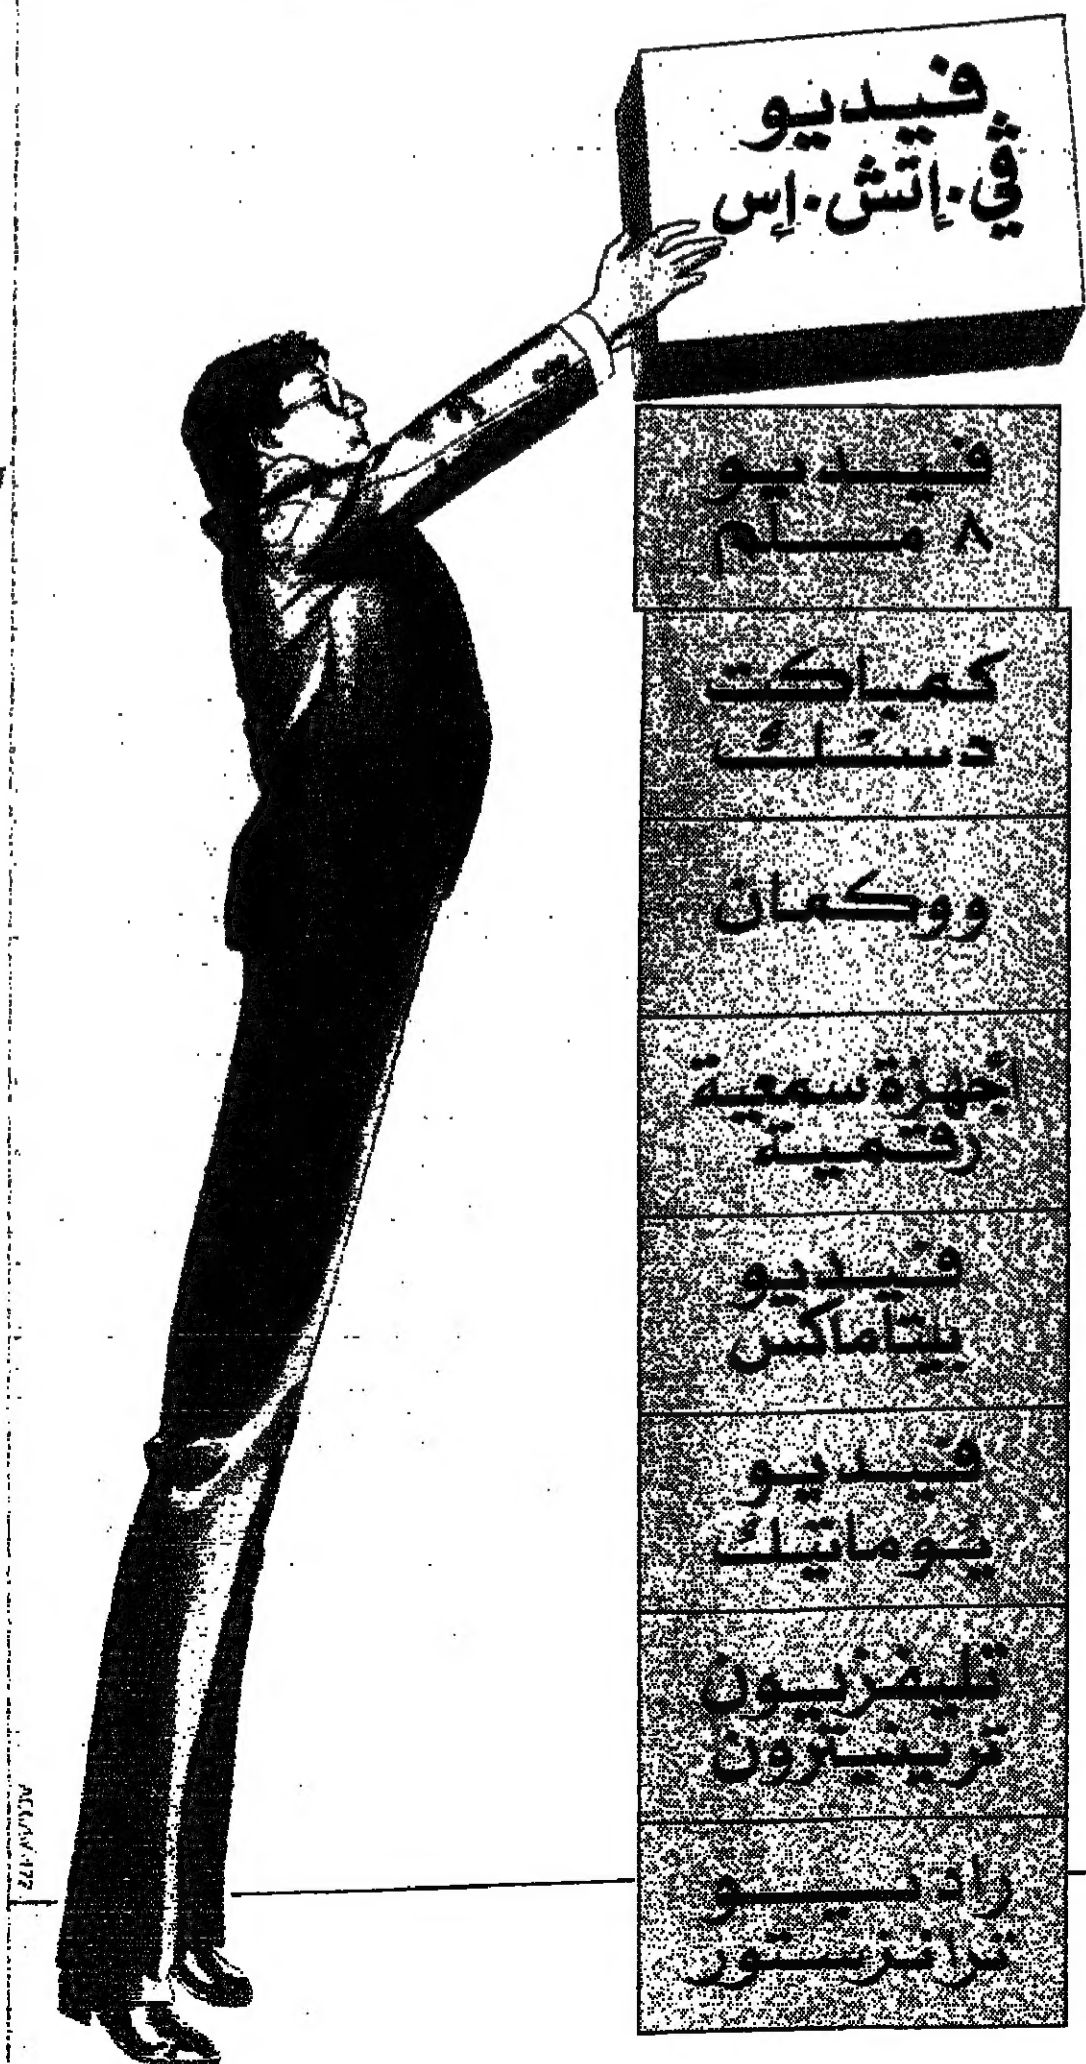 فيديو
ڤي.إتش.إس
فيديو
٨ ملم
كمباكت
دسك
ووكمان
أجهزة سمعية
رقمية
فيديو
بيتاماكس
فيديو
يوماتيك
تليفزيون
ترينيترون
راديو
ترانزستور